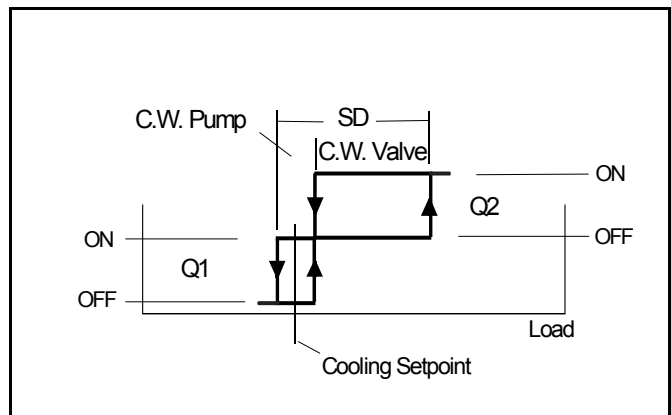 SD
C.W. Pump
C.W. Valve
ON
Q2
ON
OFF
Q1
OFF
Load
Cooling Setpoint